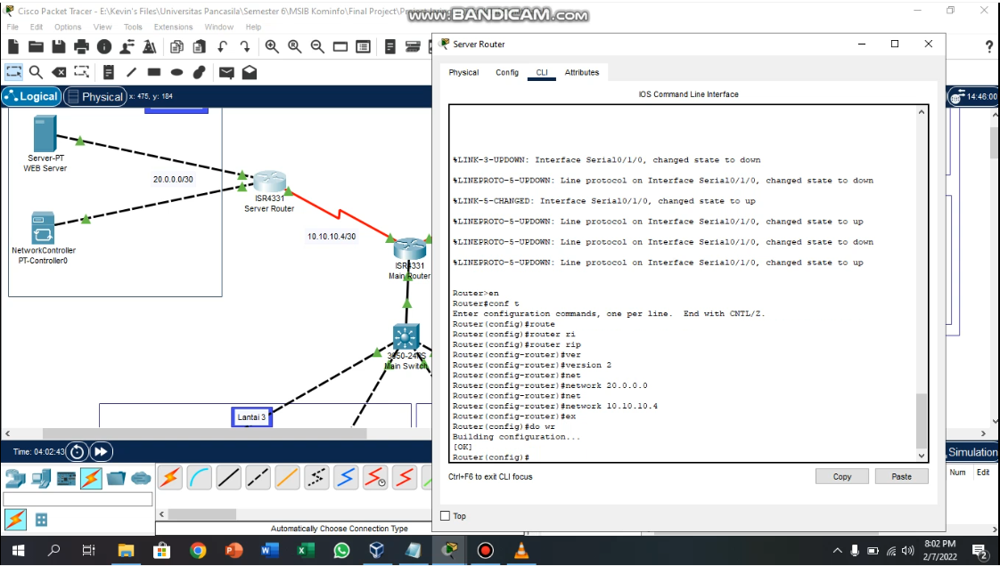 Cisco Packet Tracer - E:\Kevin's Files\Universitas Pancasila\Semester 6\MSIB Kominfo\Final Project\Proje
www.BANDICAM.com
File Edit Options View Tools Extensions Window Help
Server Router
?
Physical Config CLI Attributes
Logical
Physical
x: 475, y: 184
IOS Command Line Interface
14:46:00
Server-PT
WEB Server
20.0.0.0/30
ISR4331
Server Router
NetworkController
PT-Controller0
10.10.10.4/30
ISR4331
Main Router
3650-24PS
Main Switch
Lantai 3
%LINK-3-UPDOWN: Interface Serial0/1/0, changed state to down
%LINEPROTO-5-UPDOWN: Line protocol on Interface Serial0/1/0, changed state to down
%LINK-5-CHANGED: Interface Serial0/1/0, changed state to up
%LINEPROTO-5-UPDOWN: Line protocol on Interface Serial0/1/0, changed state to up
%LINEPROTO-5-UPDOWN: Line protocol on Interface Serial0/1/0, changed state to down
%LINEPROTO-5-UPDOWN: Line protocol on Interface Serial0/1/0, changed state to up
Router>en
Router#conf t
Enter configuration commands, one per line. End with CNTL/Z.
Router(config)#route
Router(config)#router ri
Router(config)#router rip
Router(config-router)#ver
Router(config-router)#version 2
Router(config-router)#net
Router(config-router)#network 20.0.0.0
Router(config-router)#net
Router(config-router)#network 10.10.10.4
Router(config-router)#ex
Router(config)#do wr
Building configuration...
[OK]
Router(config)#
Ctrl+F6 to exit CLI focus
Copy
Paste
Top
Time: 04:02:43
Simulation
Num Edit
Automatically Choose Connection Type
8:02 PM
2/7/2022
2